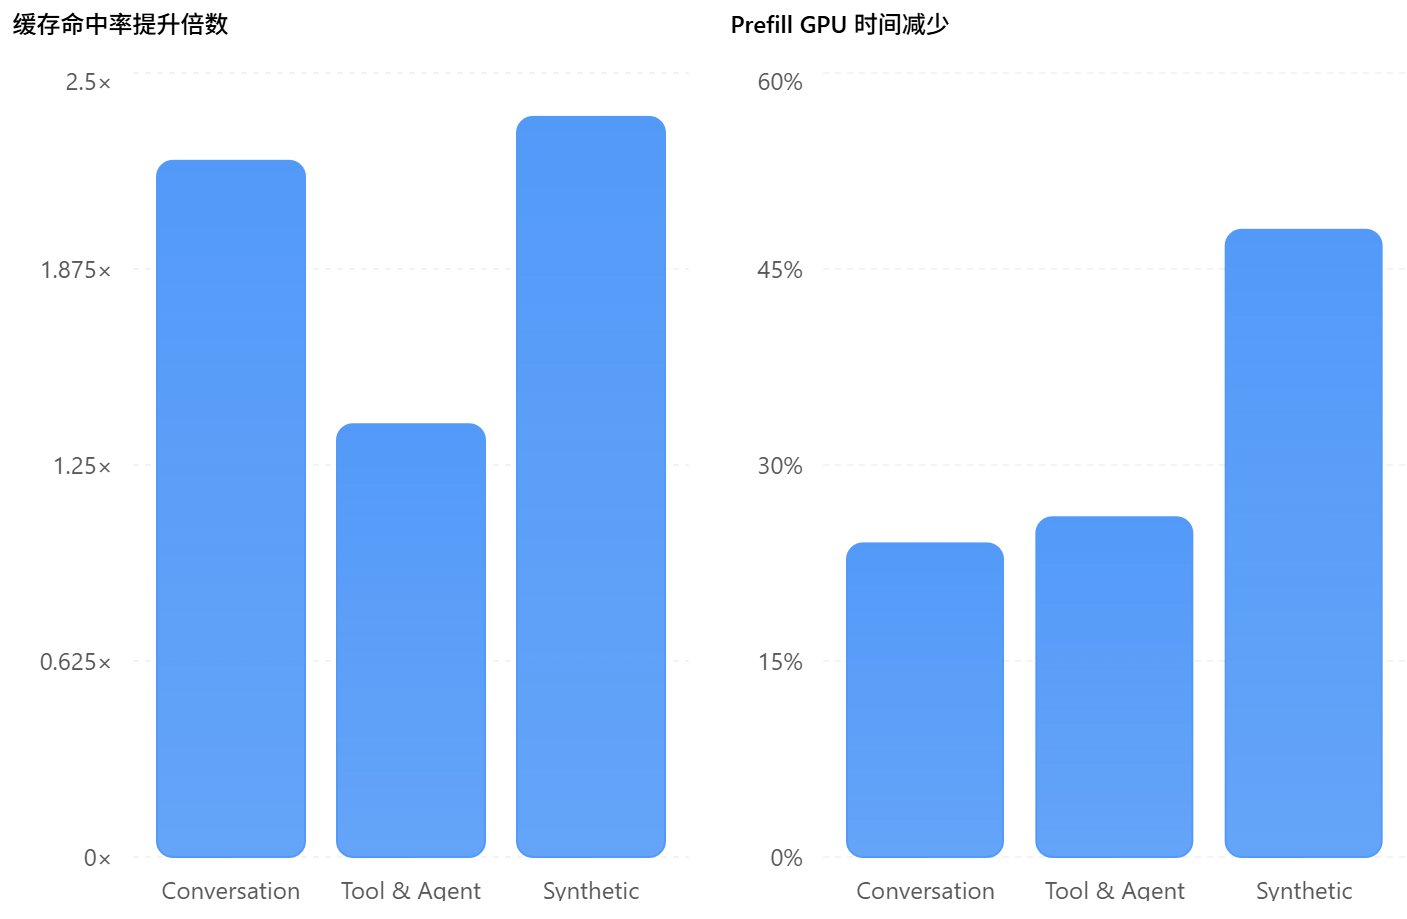 缓存命中率提升倍数
2.5×
1.875×
1.25×
0.625×
0×
Conversation
Tool & Agent
Synthetic
Prefill GPU 时间减少
60%
45%
30%
15%
0%
Conversation
Tool & Agent
Synthetic